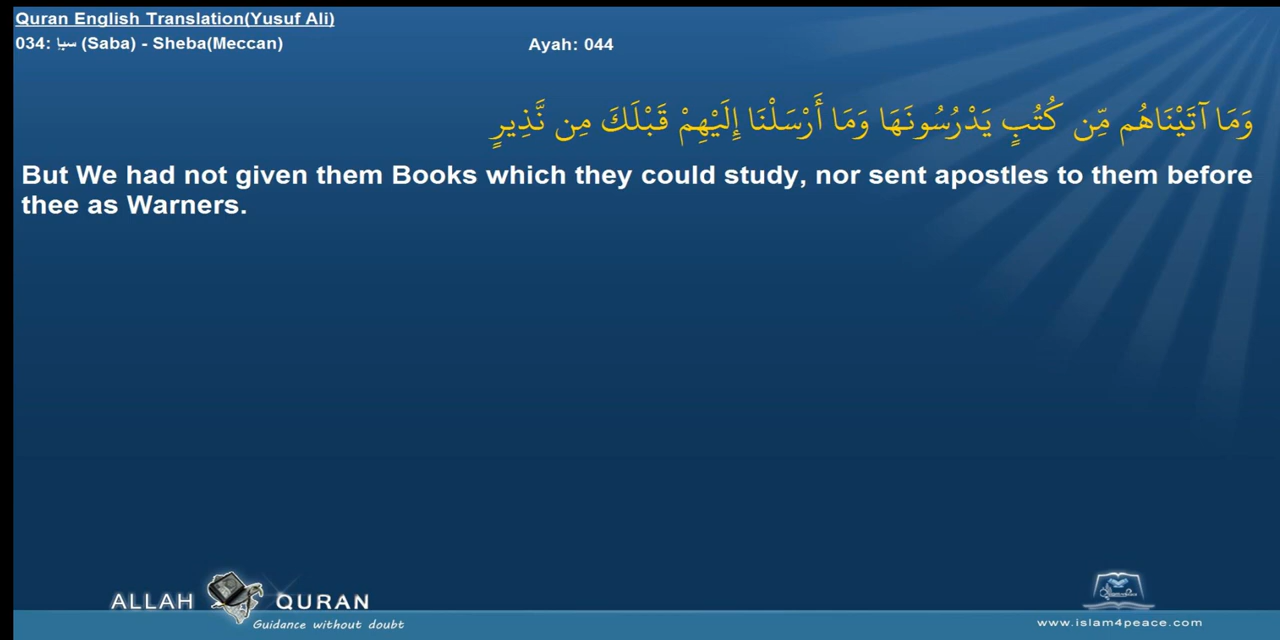 Quran English Translation(Yusuf Ali)
034: سبإ (Saba) - Sheba(Meccan) Ayah: 044
وَمَا آتَيْنَاهُم مِّن كُتُبٍ يَدْرُسُونَهَا وَمَا أَرْسَلْنَا إِلَيْهِمْ قَبْلَكَ مِن نَّذِيرٍ
But We had not given them Books which they could study, nor sent apostles to them before
thee as Warners.
ALLAH QURAN
Guidance without doubt
www.islam4peace.com